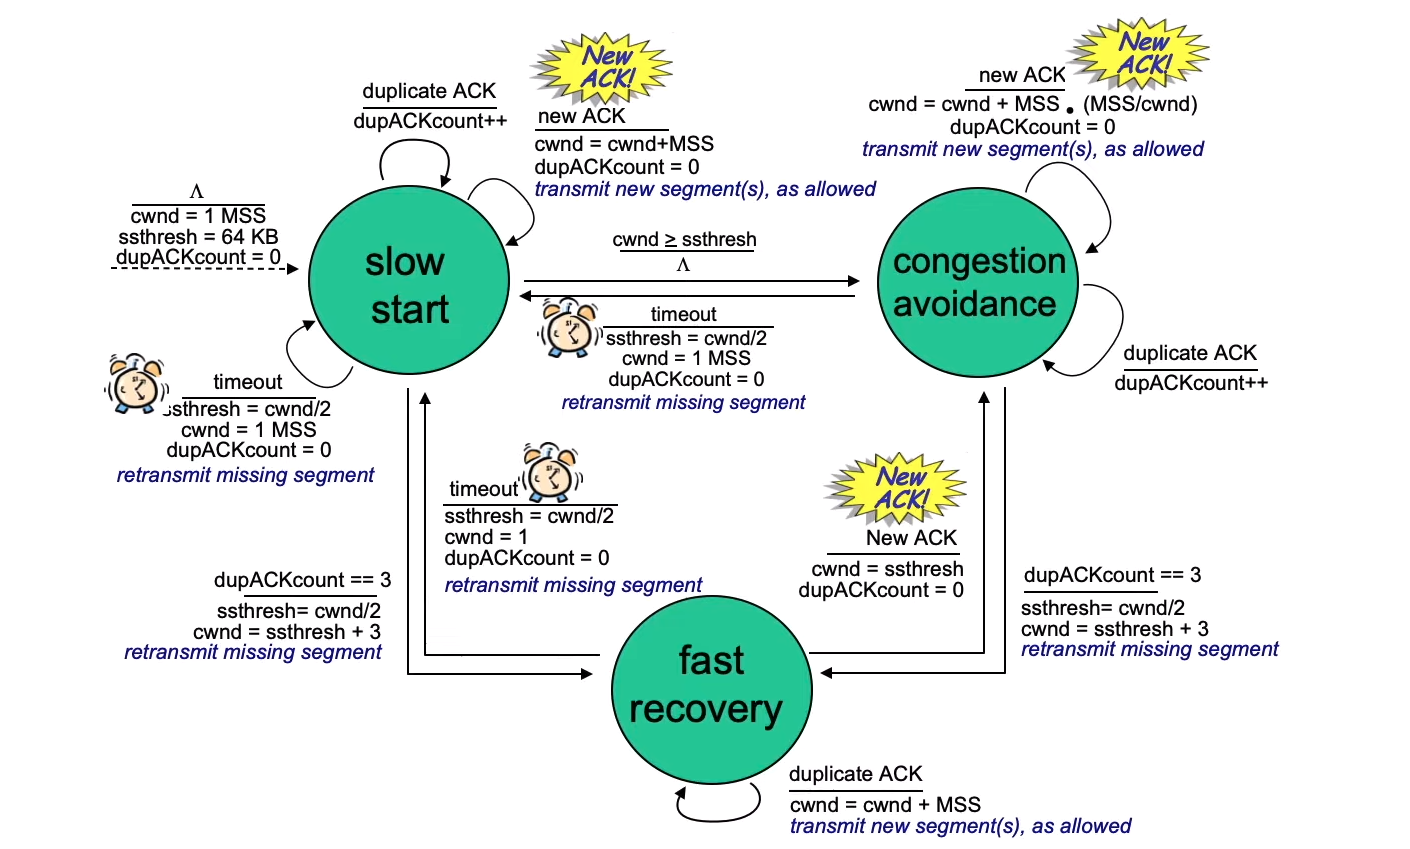 New
ACK!
duplicate ACK
dupACKcount++
new ACK
cwnd = cwnd+MSS
dupACKcount = 0
transmit new segment(s), as allowed
New
ACK!
new ACK
cwnd = cwnd + MSS • (MSS/cwnd)
dupACKcount = 0
transmit new segment(s), as allowed
Λ
cwnd = 1 MSS
ssthresh = 64 KB
dupACKcount = 0
slow
start
cwnd ≥ ssthresh
Λ
congestion
avoidance
timeout
ssthresh = cwnd/2
cwnd = 1 MSS
dupACKcount = 0
retransmit missing segment
duplicate ACK
dupACKcount++
timeout
ssthresh = cwnd/2
cwnd = 1 MSS
dupACKcount = 0
retransmit missing segment
timeout
ssthresh = cwnd/2
cwnd = 1
dupACKcount = 0
retransmit missing segment
New
ACK!
New ACK
cwnd = ssthresh
dupACKcount = 0
dupACKcount == 3
ssthresh= cwnd/2
cwnd = ssthresh + 3
retransmit missing segment
dupACKcount == 3
ssthresh= cwnd/2
cwnd = ssthresh + 3
retransmit missing segment
fast
recovery
duplicate ACK
cwnd = cwnd + MSS
transmit new segment(s), as allowed